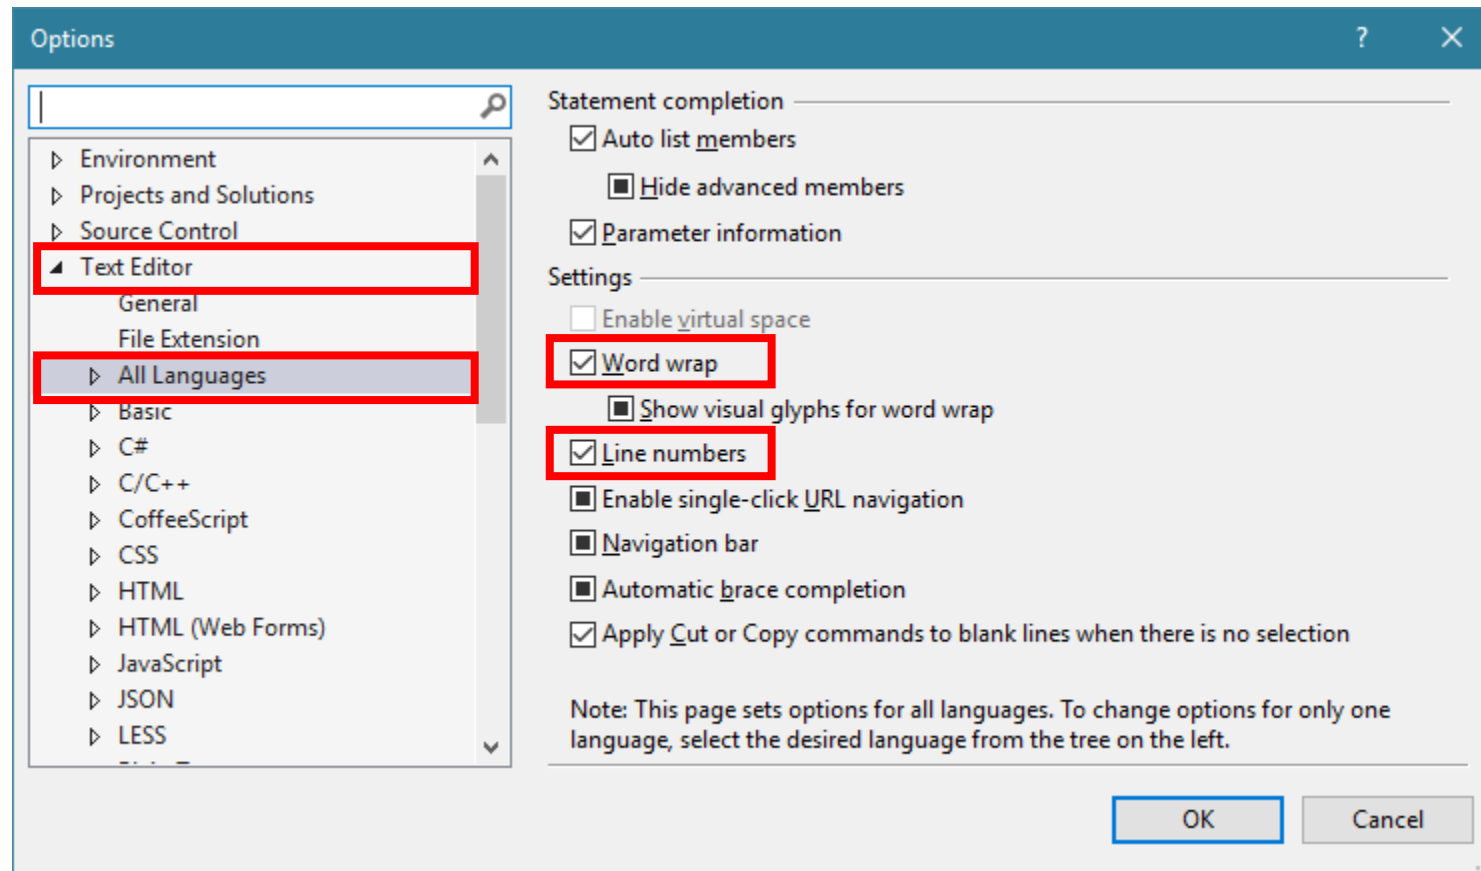 Options
Environment
Projects and Solutions
Source Control
Text Editor
General
File Extension
All Languages
Basic
C#
C/C++
CoffeeScript
CSS
HTML
HTML (Web Forms)
JavaScript
JSON
LESS
Statement completion
Auto list members
Hide advanced members
Parameter information
Settings
Enable virtual space
Word wrap
Show visual glyphs for word wrap
Line numbers
Enable single-click URL navigation
Navigation bar
Automatic brace completion
Apply Cut or Copy commands to blank lines when there is no selection
Note: This page sets options for all languages. To change options for only one
language, select the desired language from the tree on the left.
OK
Cancel